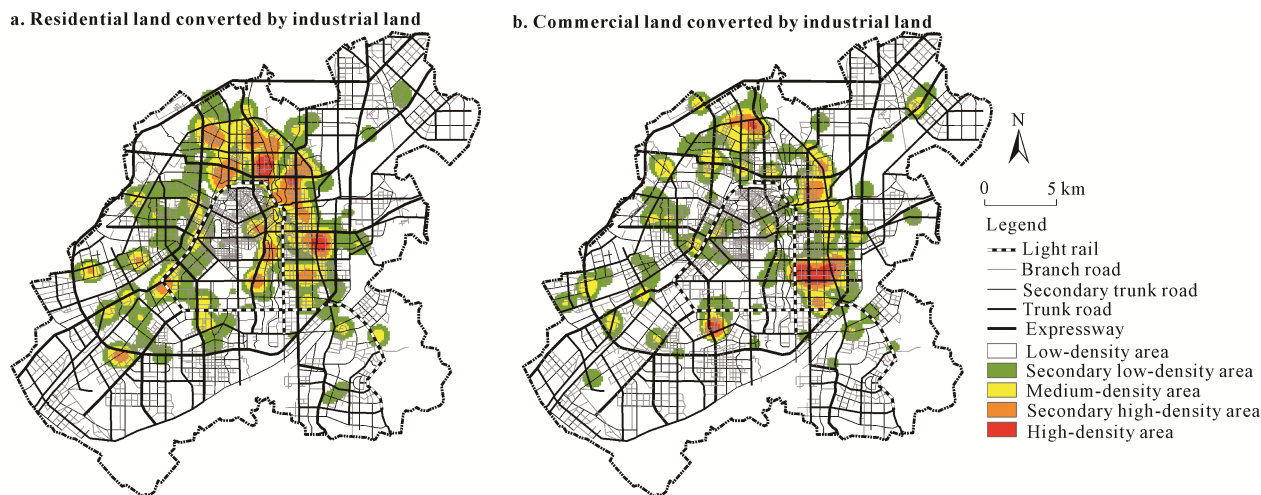 a. Residential land converted by industrial land
b. Commercial land converted by industrial land
N
0 5 km
Legend
Light rail
Branch road
Secondary trunk road
Trunk road
Expressway
Low-density area
Secondary low-density area
Medium-density area
Secondary high-density area
High-density area